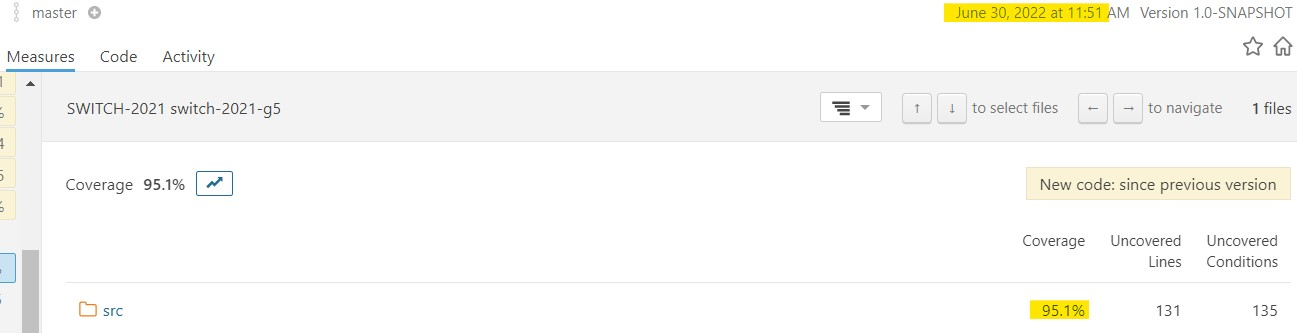 master
June 30, 2022 at 11:51 AM Version 1.0-SNAPSHOT
Measures Code Activity
SWITCH-2021 switch-2021-g5
↑ ↓ to select files ← → to navigate 1 files
Coverage 95.1%
New code: since previous version
Coverage Uncovered Lines Uncovered Conditions
src 95.1% 131 135